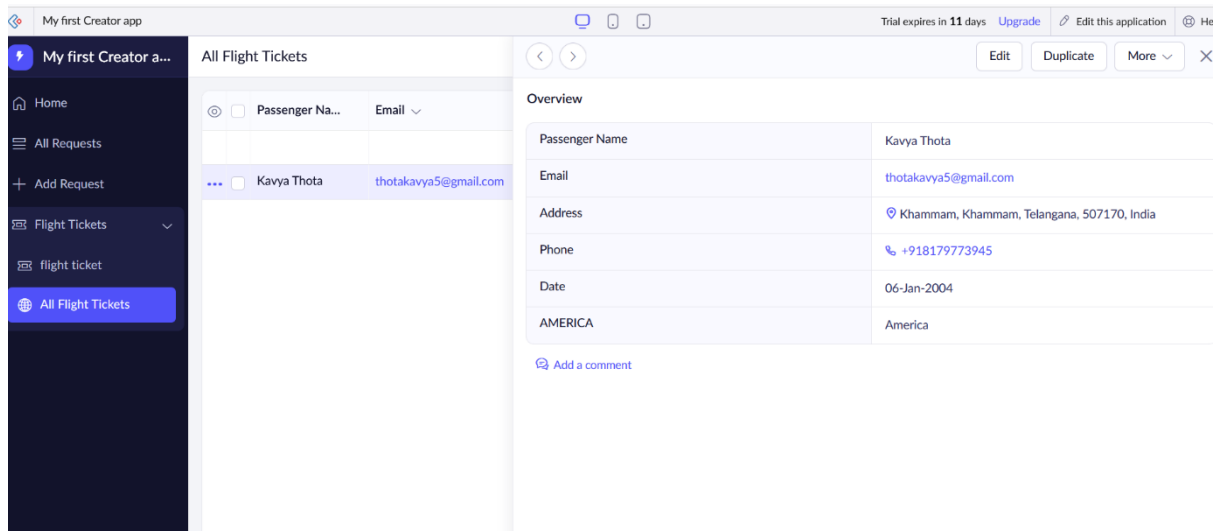 My first Creator app
Trial expires in 11 days Upgrade Edit this application
My first Creator a...
All Flight Tickets
Edit Duplicate More
Home
All Requests
Add Request
Flight Tickets
flight ticket
All Flight Tickets
Passenger Na... Email
Kavya Thota thotakavya5@gmail.com
Overview
Passenger Name Kavya Thota
Email thotakavya5@gmail.com
Address Khammam, Khammam, Telangana, 507170, India
Phone +918179773945
Date 06-Jan-2004
AMERICA America
Add a comment